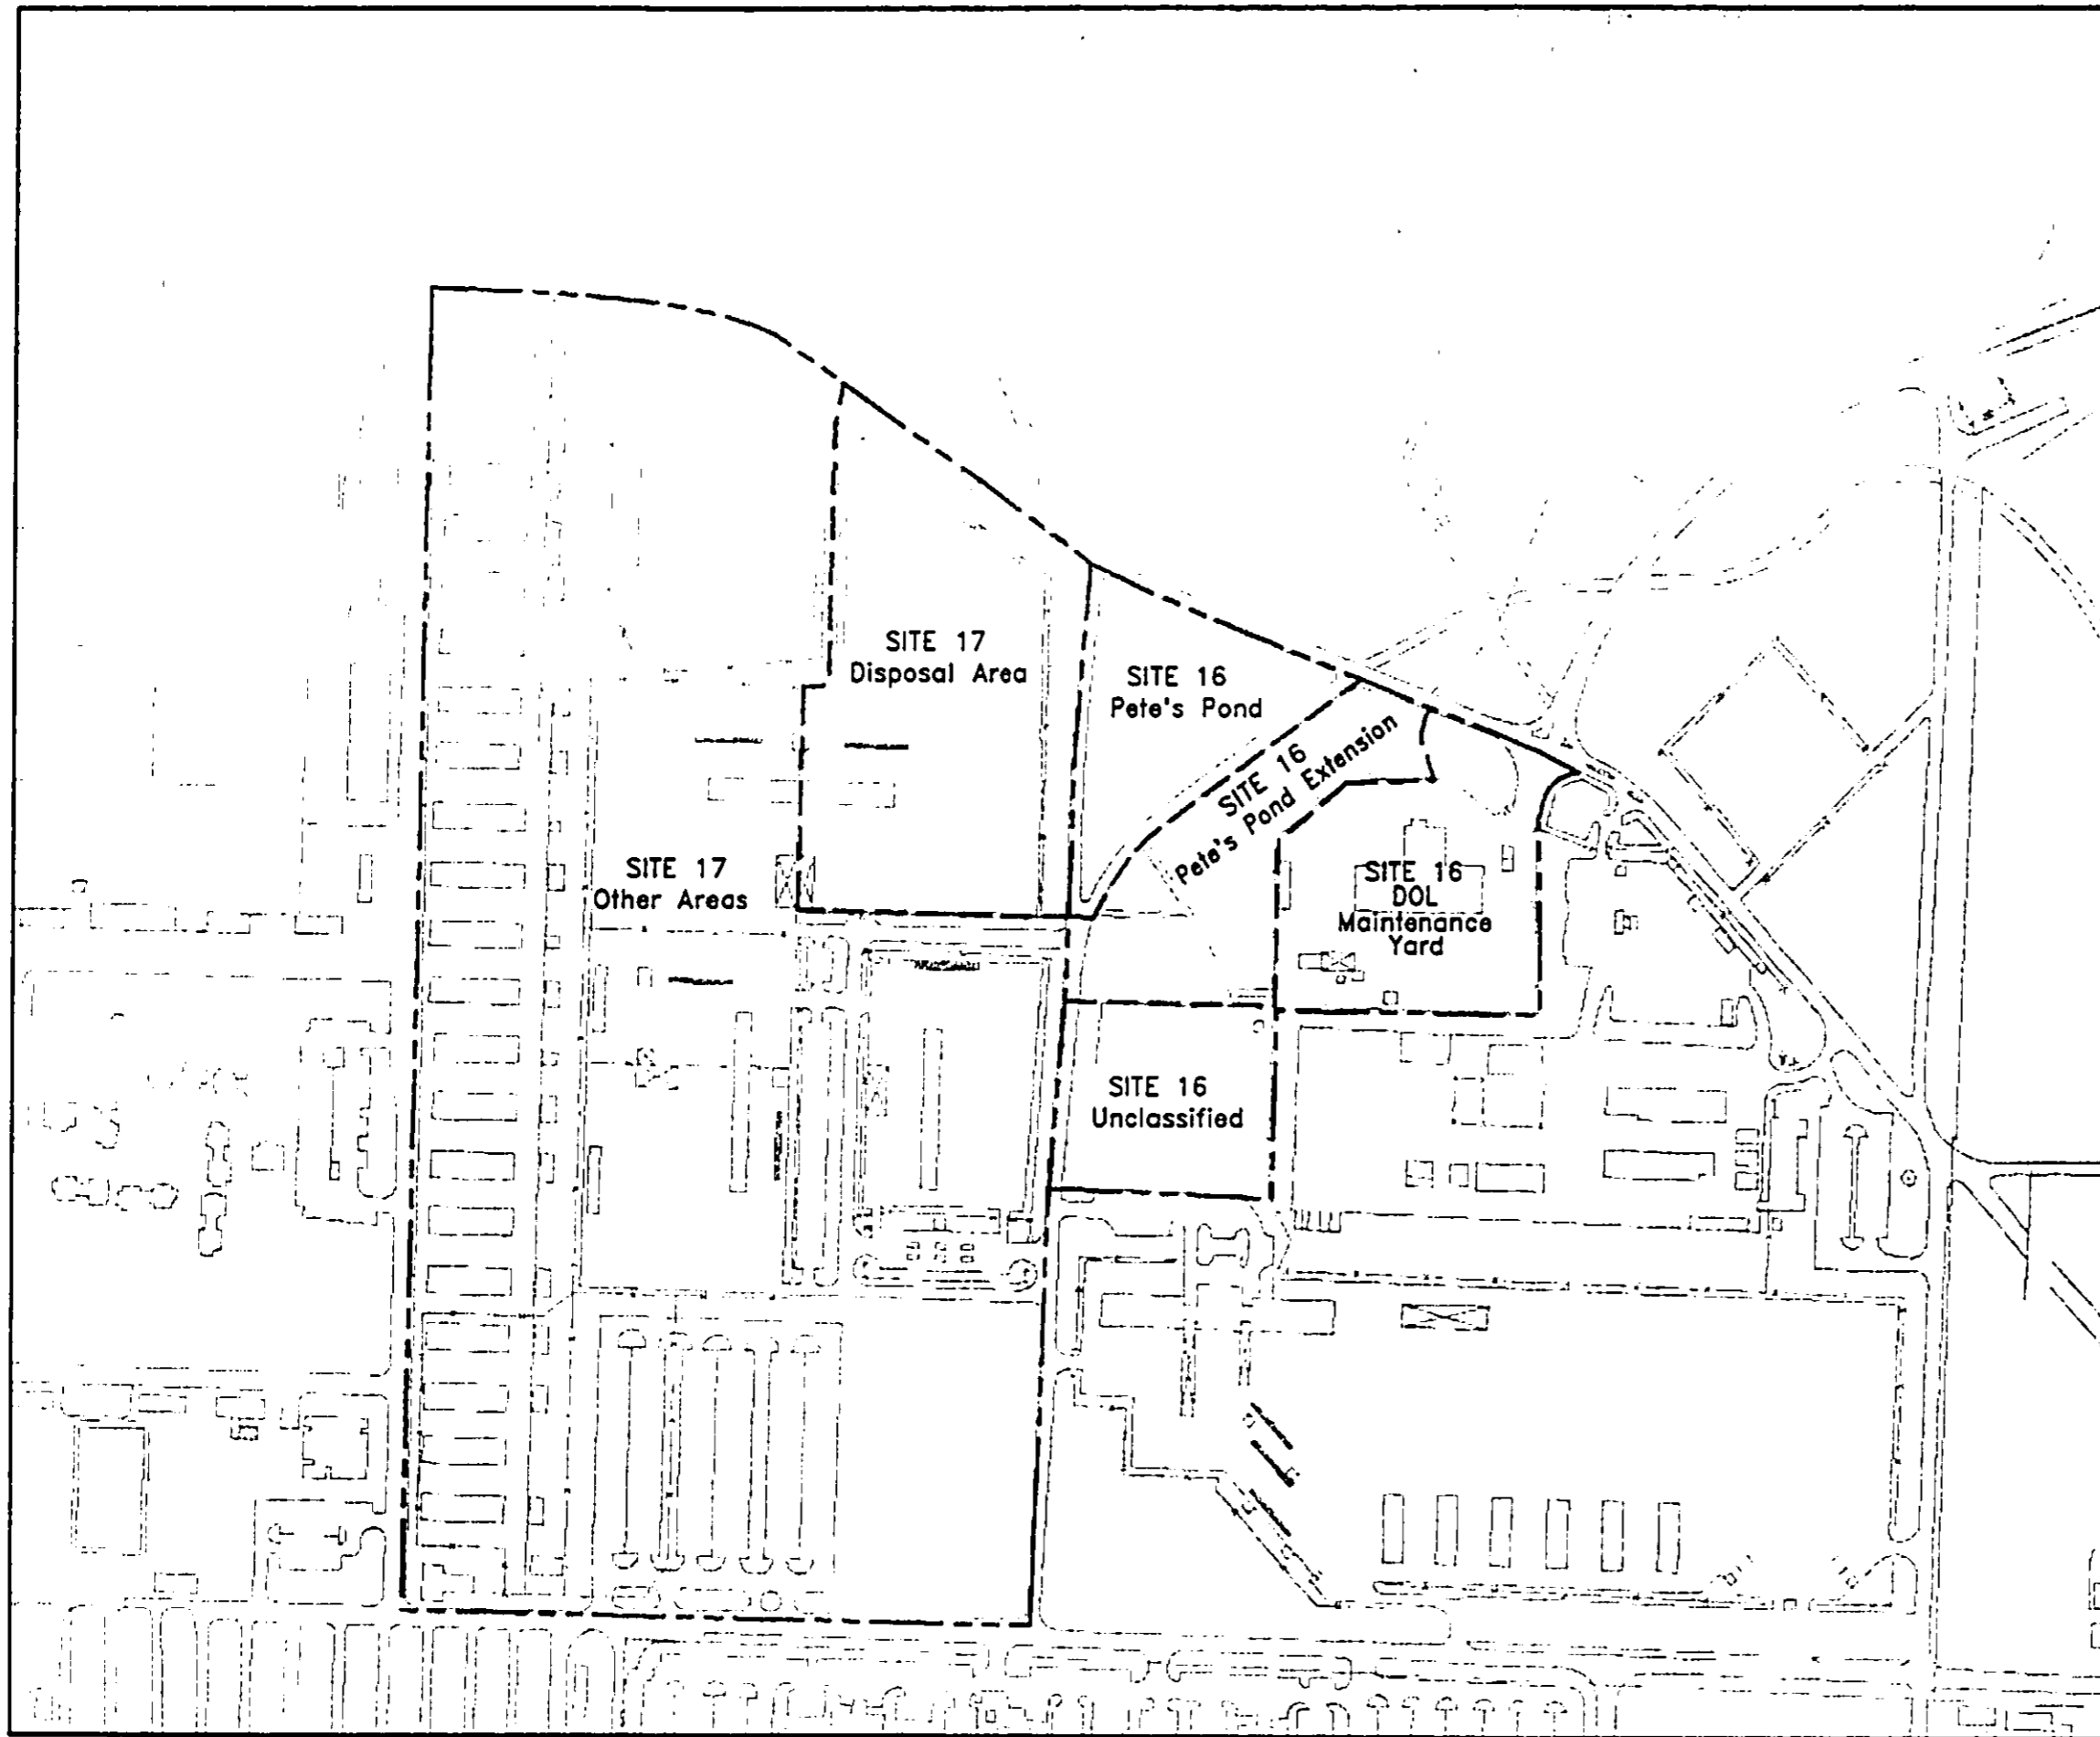 SITE 17
Disposal Area
SITE 16
Pete's Pond
SITE 16
Pete's Pond Extension
SITE 17
Other Areas
SITE 16
DOL
Maintenance
Yard
SITE 16
Unclassified